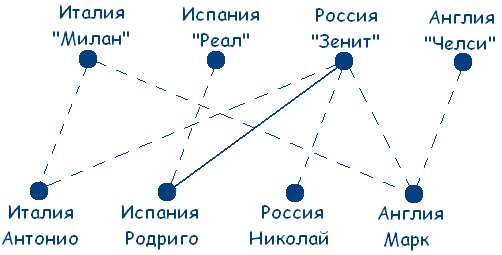 Италия Испания Россия Англия
"Милан" "Реал" "Зенит" "Челси"
Италия Испания Россия Англия
Антонио Родриго Николай Марк